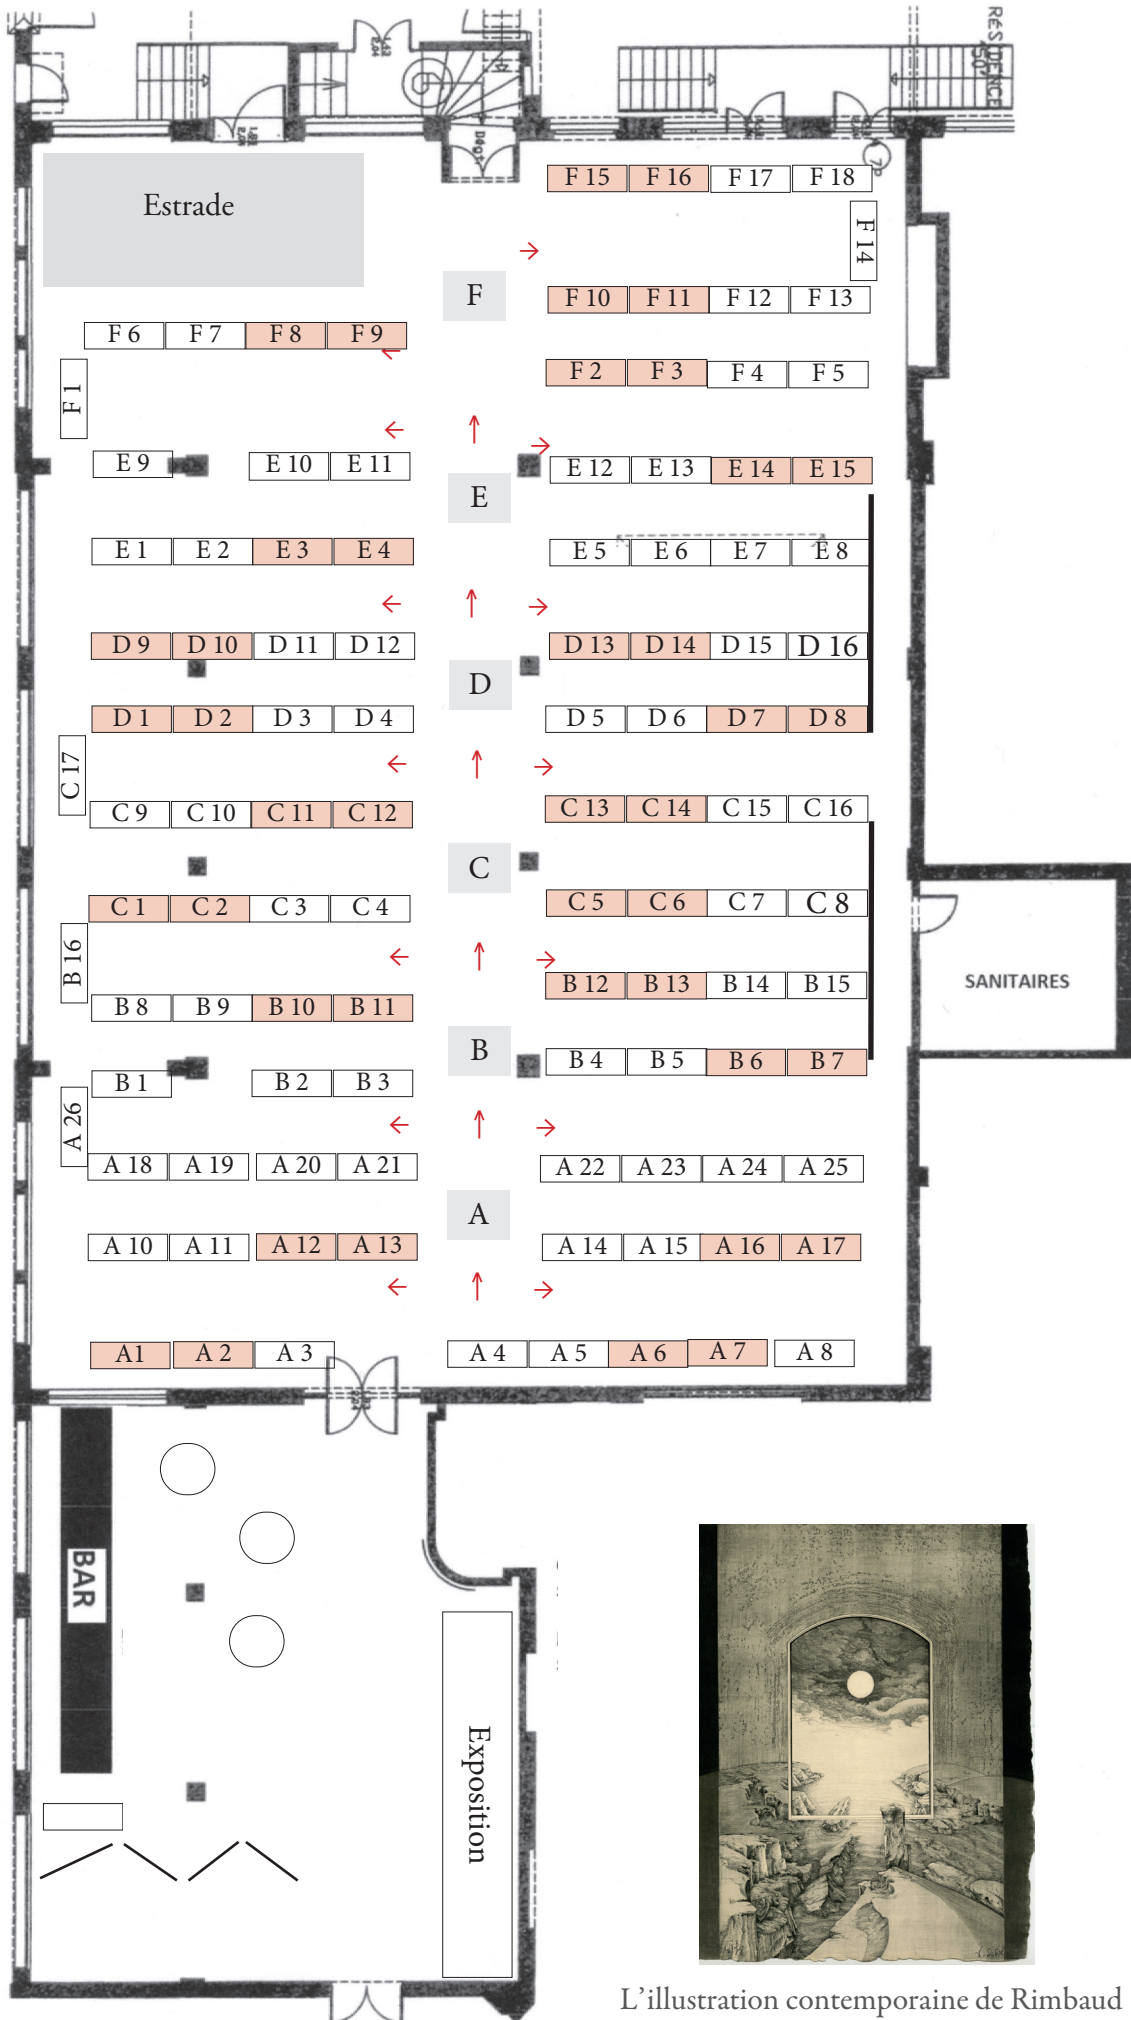 RÉSIDENCE
Dégt.
7P
Estrade
F 15 F 16 F 17 F 18
F 14
F
F 10 F 11 F 12 F 13
F 6 F 7 F 8 F 9
F 1
F 2 F 3 F 4 F 5
E 9 E 10 E 11
E 12 E 13 E 14 E 15
E
E 1 E 2 E 3 E 4
E 5 E 6 E 7 E 8
D 9 D 10 D 11 D 12
D 13 D 14 D 15 D 16
D
D 1 D 2 D 3 D 4
D 5 D 6 D 7 D 8
C 17
C 9 C 10 C 11 C 12
C 13 C 14 C 15 C 16
C
C 1 C 2 C 3 C 4
C 5 C 6 C 7 C 8
B 16
B 12 B 13 B 14 B 15
SANITAIRES
B 8 B 9 B 10 B 11
B
B 4 B 5 B 6 B 7
B 1 B 2 B 3
A 26
A 18 A 19 A 20 A 21
A 22 A 23 A 24 A 25
A
A 10 A 11 A 12 A 13
A 14 A 15 A 16 A 17
A1 A 2 A 3
A 4 A 5 A 6 A 7 A 8
BAR
Exposition
L'illustration contemporaine de Rimbaud